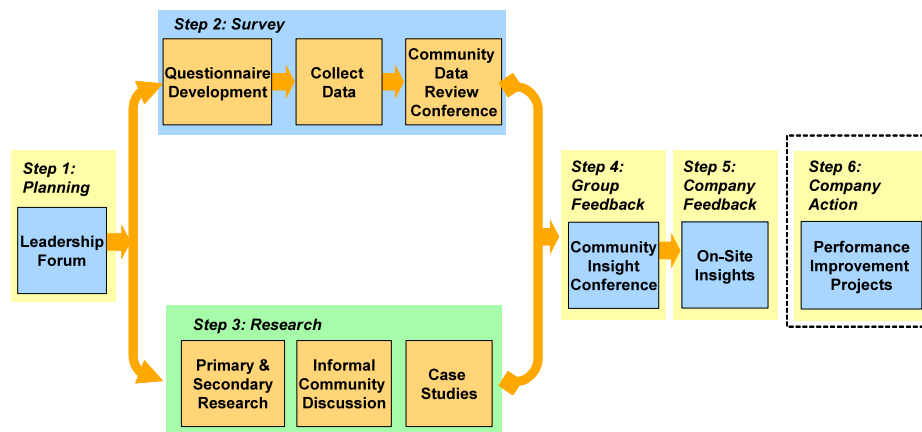 Step 2: Survey
Questionnaire
Development
Collect
Data
Community
Data
Review
Conference
Step 1:
Planning
Leadership
Forum
Step 3: Research
Primary &
Secondary
Research
Informal
Community
Discussion
Case
Studies
Step 4:
Group
Feedback
Community
Insight
Conference
Step 5:
Company
Feedback
On-Site
Insights
Step 6:
Company
Action
Performance
Improvement
Projects